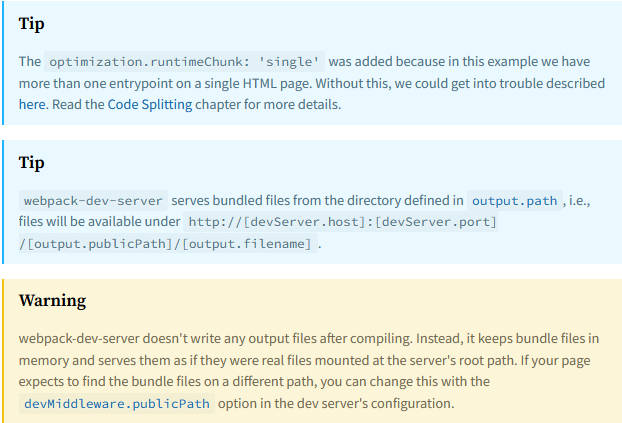 Tip
The optimization.runtimeChunk: 'single' was added because in this example we have
more than one entrypoint on a single HTML page. Without this, we could get into trouble described
here. Read the Code Splitting chapter for more details.
Tip
webpack-dev-server serves bundled files from the directory defined in output.path, i.e.,
files will be available under http://[devServer.host]:[devServer.port]
/[output.publicPath]/[output.filename].
Warning
webpack-dev-server doesn't write any output files after compiling. Instead, it keeps bundle files in
memory and serves them as if they were real files mounted at the server's root path. If your page
expects to find the bundle files on a different path, you can change this with the
devMiddleware.publicPath option in the dev server's configuration.